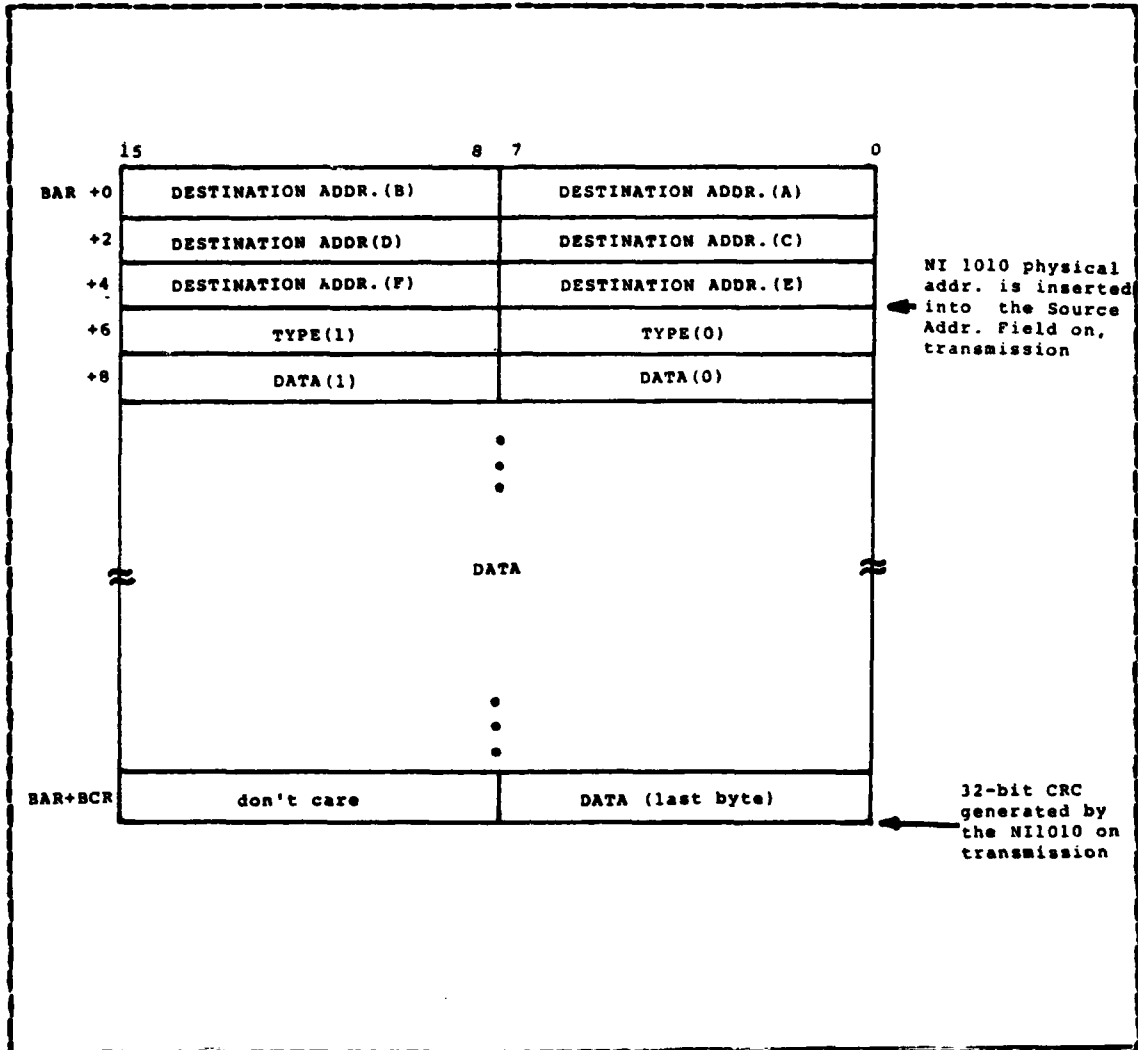 15 8 7 0
BAR +0 DESTINATION ADDR.(B) DESTINATION ADDR.(A)
+2 DESTINATION ADDR(D) DESTINATION ADDR.(C)
+4 DESTINATION ADDR.(F) DESTINATION ADDR.(E)
NI 1010 physical
addr. is inserted
into the Source
Addr. Field on,
transmission
+6 TYPE(1) TYPE(0)
+8 DATA(1) DATA(0)
DATA
BAR+BCR don't care DATA (last byte)
32-bit CRC
generated by
the NI1010 on
transmission